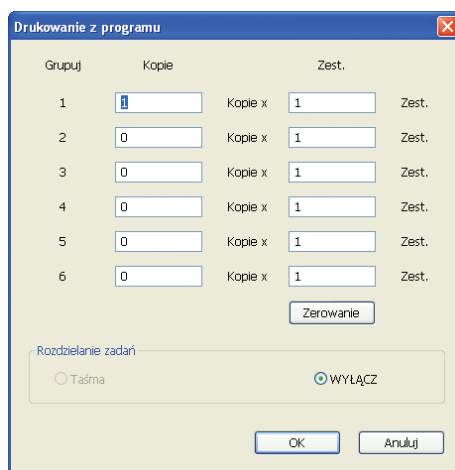 Drukowanie z programu
Grupuj Kopie Zest.
1 1 Kopie x 1 Zest.
2 0 Kopie x 1 Zest.
3 0 Kopie x 1 Zest.
4 0 Kopie x 1 Zest.
5 0 Kopie x 1 Zest.
6 0 Kopie x 1 Zest.
Zerowanie
Rozdzielanie zadań
Taśma WYŁĄCZ
OK Anuluj